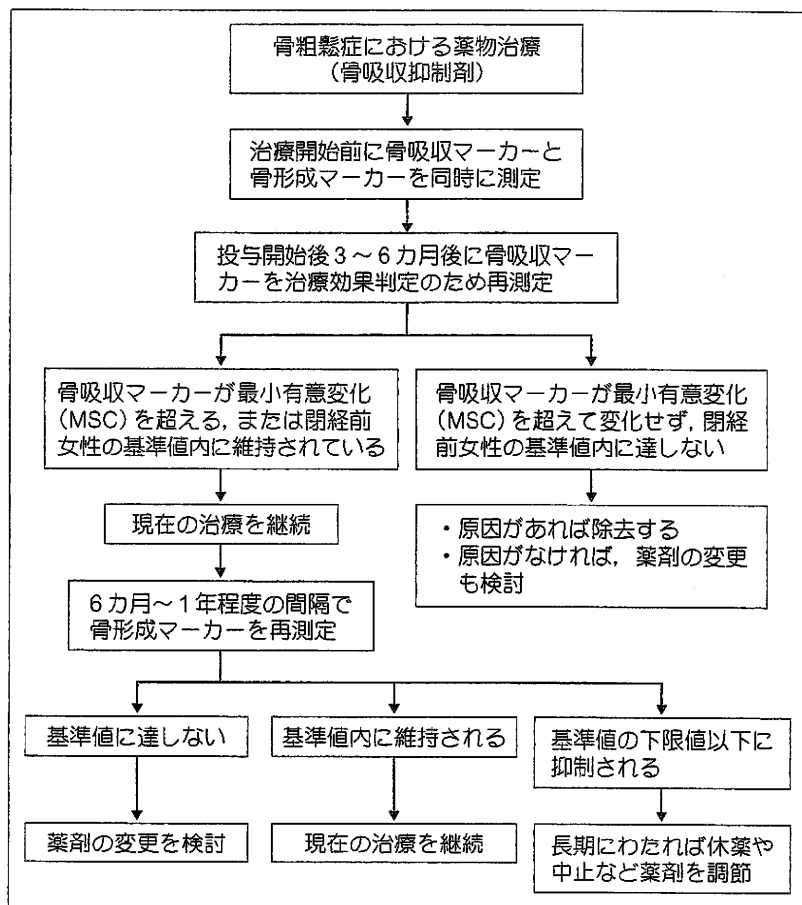 骨粗鬆症における薬物治療
（骨吸収抑制剤）
治療開始前に骨吸収マーカーと
骨形成マーカーを同時に測定
投与開始後3～6カ月後に骨吸収マー
カーを治療効果判定のため再測定
骨吸収マーカーが最小有意変化
（MSC）を超える，または閉経前
女性の基準値内に維持されている
骨吸収マーカーが最小有意変化
（MSC）を超えて変化せず，閉経
前女性の基準値内に達しない
現在の治療を継続
・原因があれば除去する
・原因がなければ，薬剤の変更
も検討
6カ月～1年程度の間隔で
骨形成マーカーを再測定
基準値に達しない
基準値内に維持される
基準値の下限値以下に
抑制される
薬剤の変更を検討
現在の治療を継続
長期にわたれば休薬や
中止など薬剤を調節